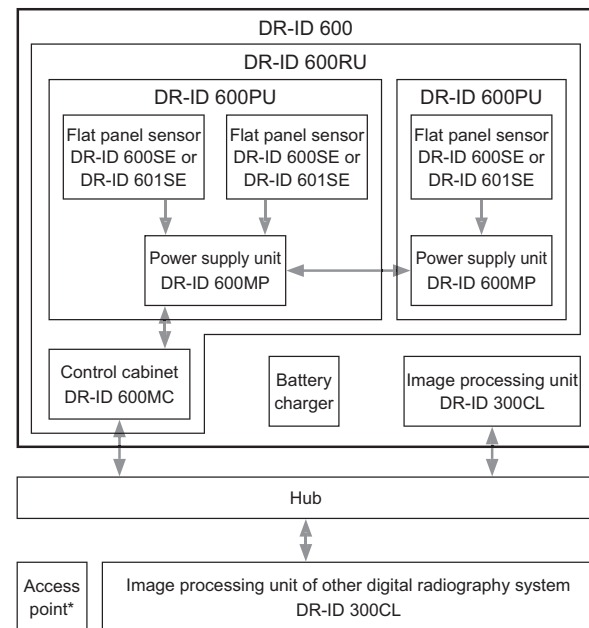 DR-ID 600
DR-ID 600RU
DR-ID 600PU
DR-ID 600PU
Flat panel sensor
DR-ID 600SE or
DR-ID 601SE
Flat panel sensor
DR-ID 600SE or
DR-ID 601SE
Flat panel sensor
DR-ID 600SE or
DR-ID 601SE
Power supply unit
DR-ID 600MP
Power supply unit
DR-ID 600MP
Control cabinet
DR-ID 600MC
Battery
charger
Image processing unit
DR-ID 300CL
Hub
Access
point*
Image processing unit of other digital radiography system
DR-ID 300CL